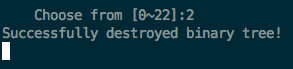 Choose from [0~22]:2
Successfully destroyed binary tree!